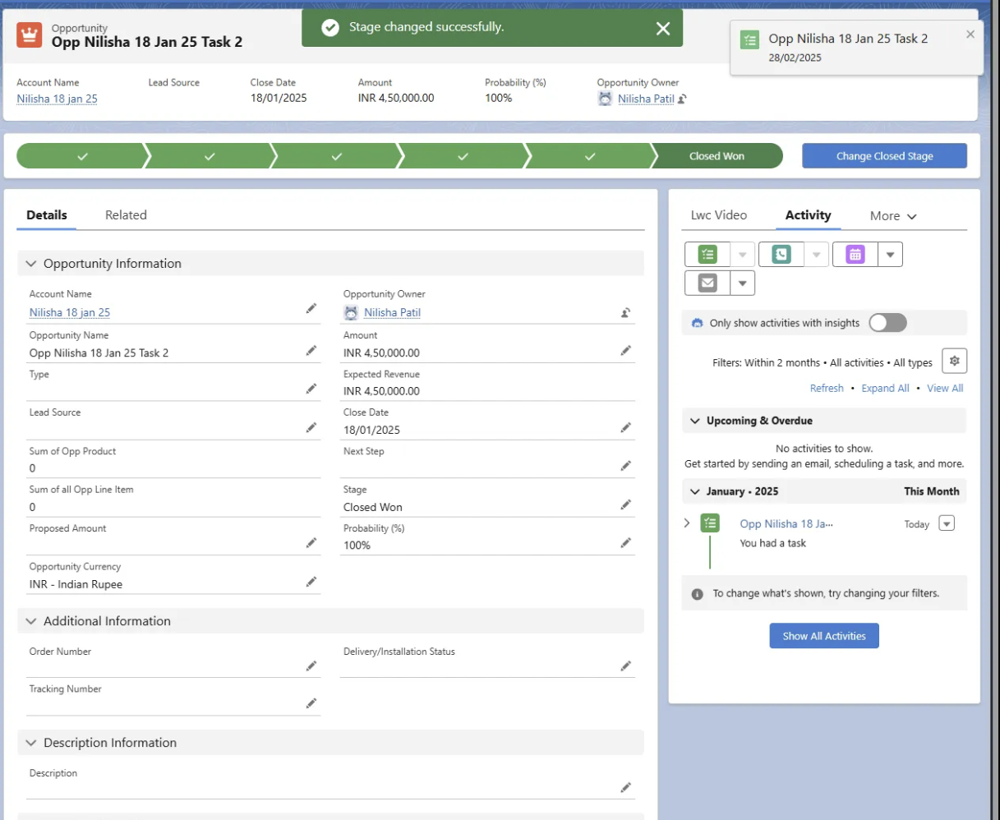 Opportunity
Opp Nilisha 18 Jan 25 Task 2
Stage changed successfully.
Opp Nilisha 18 Jan 25 Task 2
28/02/2025
Account Name
Nilisha 18 jan 25
Lead Source
Close Date
18/01/2025
Amount
INR 4,50,000.00
Probability (%)
100%
Opportunity Owner
Nilisha Patil
Closed Won
Change Closed Stage
Details
Related
Opportunity Information
Account Name
Nilisha 18 jan 25
Opportunity Owner
Nilisha Patil
Opportunity Name
Opp Nilisha 18 Jan 25 Task 2
Amount
INR 4,50,000.00
Type
Expected Revenue
INR 4,50,000.00
Lead Source
Close Date
18/01/2025
Sum of Opp Product
0
Next Step
Sum of all Opp Line Item
0
Stage
Closed Won
Proposed Amount
Probability (%)
100%
Opportunity Currency
INR - Indian Rupee
Additional Information
Order Number
Delivery/Installation Status
Tracking Number
Description Information
Description
Lwc Video
Activity
More
Only show activities with insights
Filters: Within 2 months • All activities • All types
Refresh • Expand All • View All
Upcoming & Overdue
No activities to show.
Get started by sending an email, scheduling a task, and more.
January • 2025 This Month
Opp Nilisha 18 Ja... Today
You had a task
To change what's shown, try changing your filters.
Show All Activities